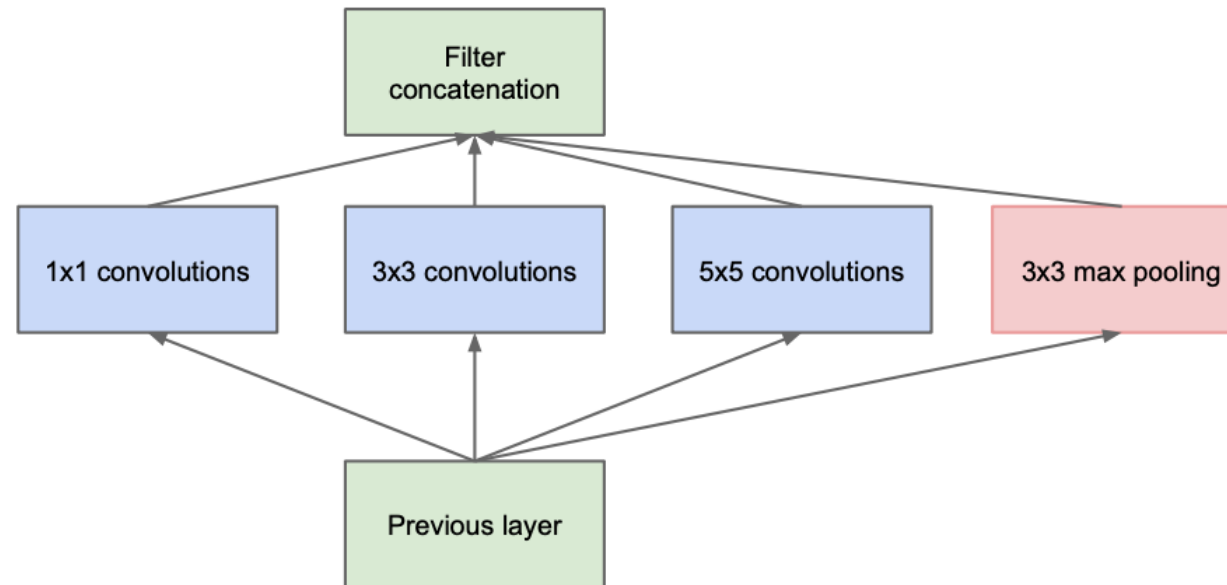 Filter
concatenation
1x1 convolutions
3x3 convolutions
5x5 convolutions
3x3 max pooling
Previous layer